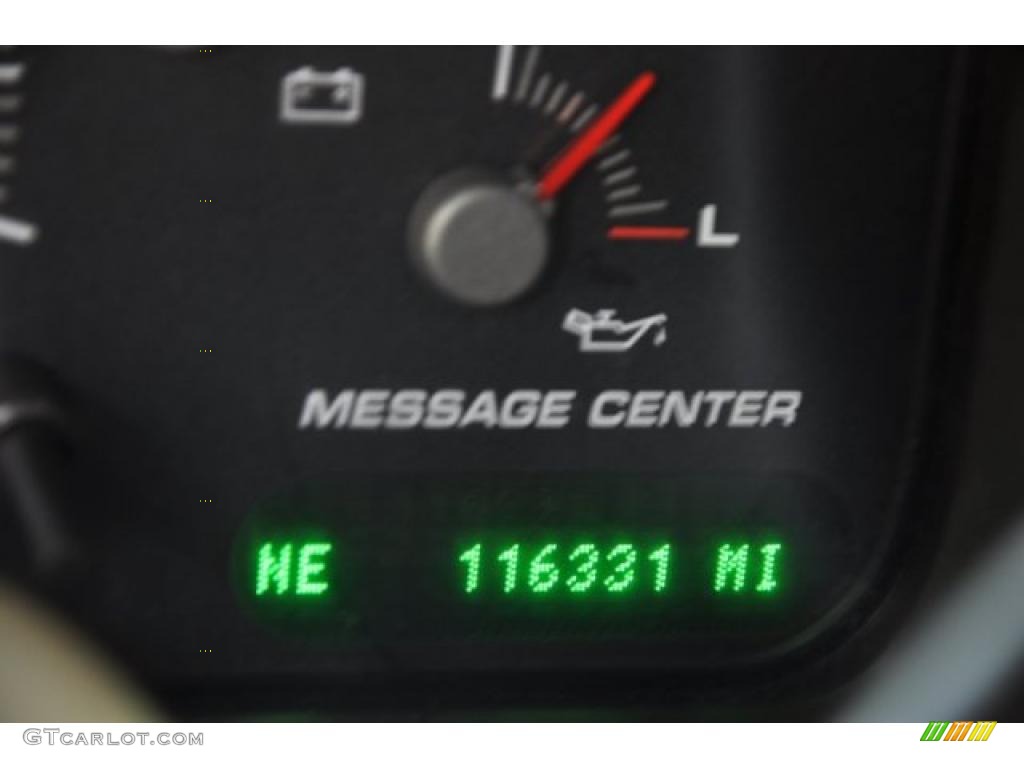 L
MESSAGE CENTER
NE 116331 MI
GTCARLOT.COM